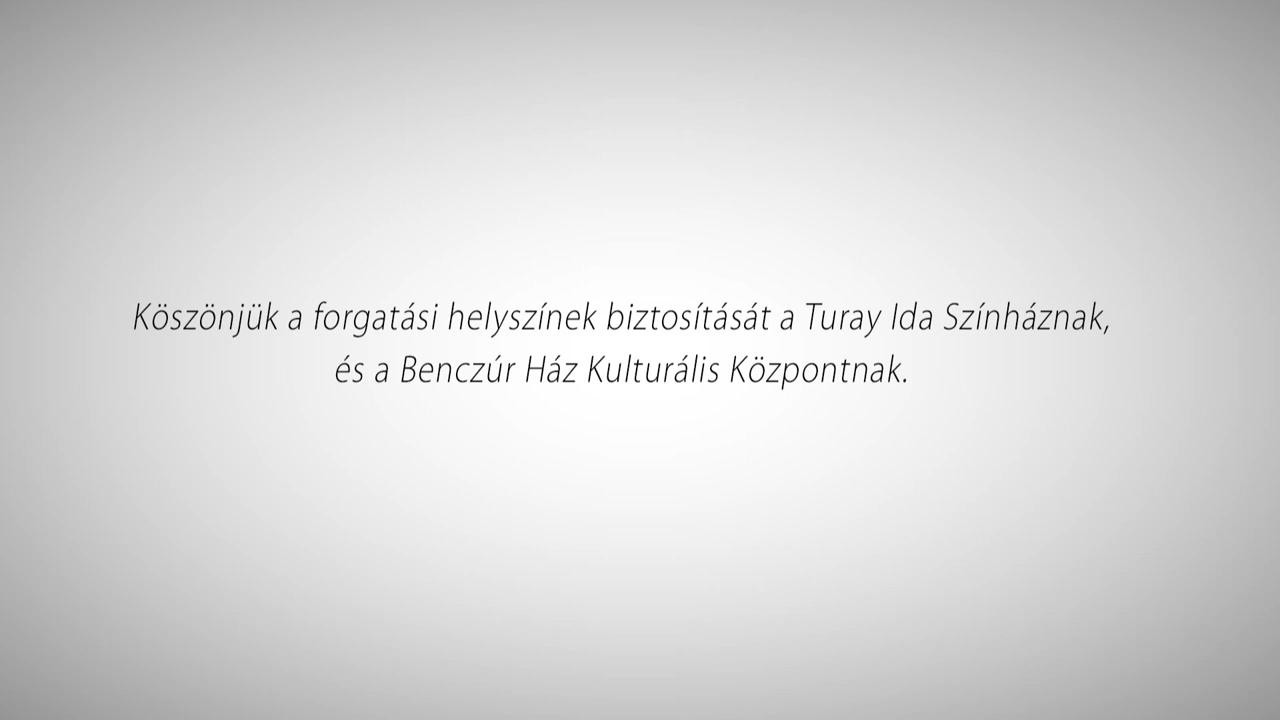 Köszönjük a forgatási helyszínek biztosítását a Turay Ida Színháznak,
és a Benczúr Ház Kulturális Központnak.